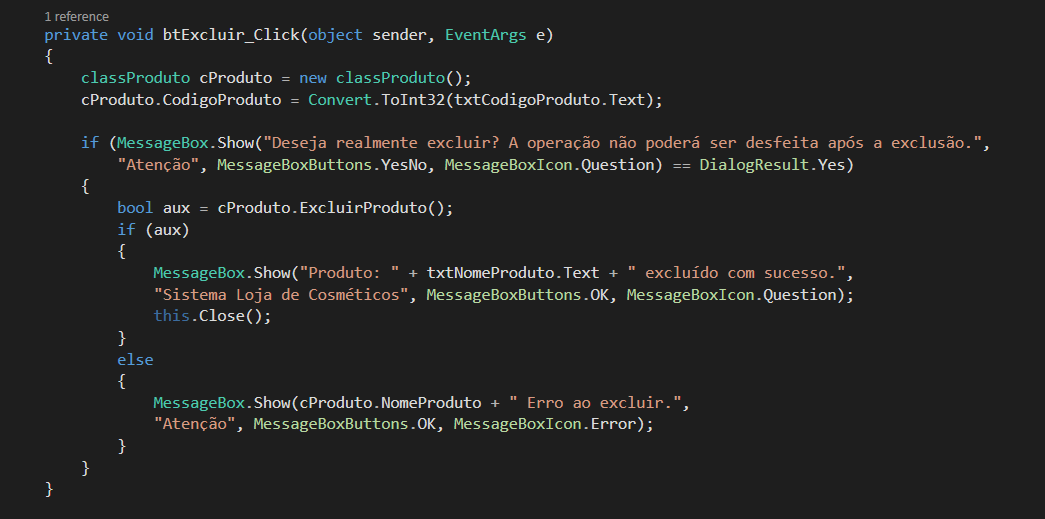 1 reference
private void btExcluir_Click(object sender, EventArgs e)
{
    classProduto cProduto = new classProduto();
    cProduto.CodigoProduto = Convert.ToInt32(txtCodigoProduto.Text);

    if (MessageBox.Show("Deseja realmente excluir? A operação não poderá ser desfeita após a exclusão.",
        "Atenção", MessageBoxButtons.YesNo, MessageBoxIcon.Question) == DialogResult.Yes)
    {
        bool aux = cProduto.ExcluirProduto();
        if (aux)
        {
            MessageBox.Show("Produto: " + txtNomeProduto.Text + " excluído com sucesso.",
            "Sistema Loja de Cosméticos", MessageBoxButtons.OK, MessageBoxIcon.Question);
            this.Close();
        }
        else
        {
            MessageBox.Show(cProduto.NomeProduto + " Erro ao excluir.",
            "Atenção", MessageBoxButtons.OK, MessageBoxIcon.Error);
        }
    }
}